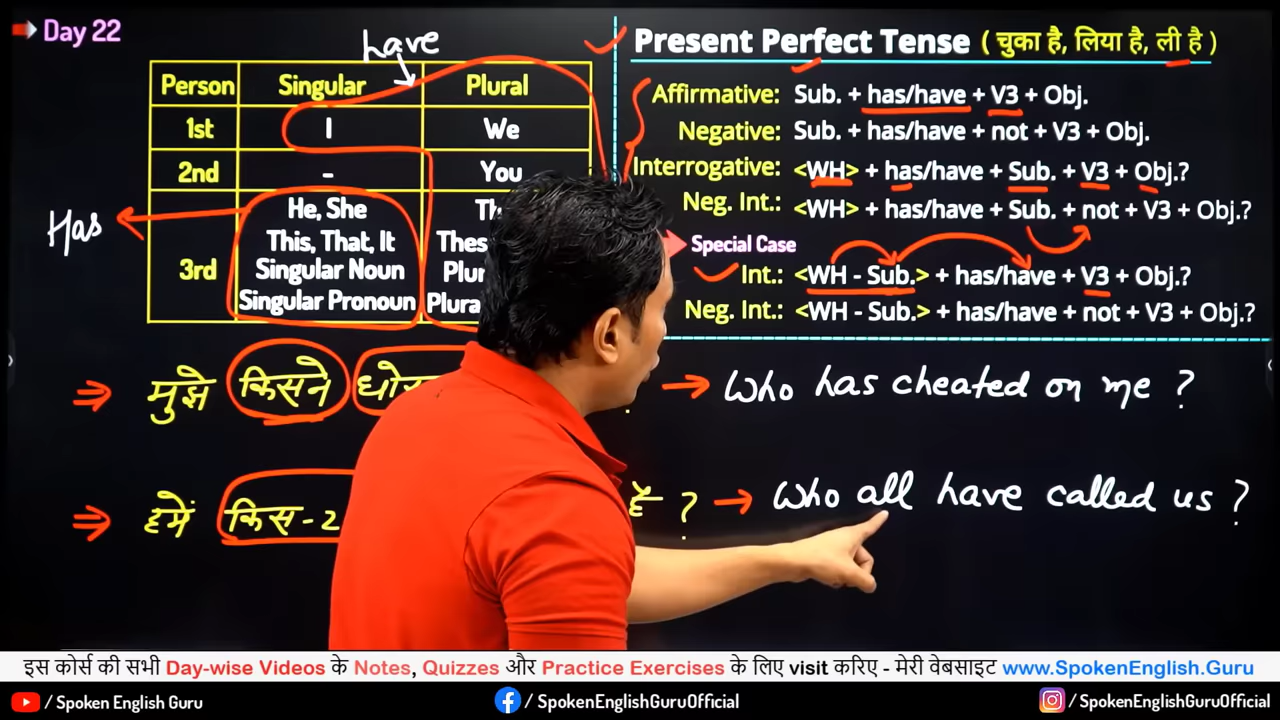 Day 22
have
Person Singular Plural
1st I We
2nd - You
3rd He, She
This, That, It
Singular Noun
Singular Pronoun
Has
Present Perfect Tense ( चुका है, लिया है, ली है )
Affirmative: Sub. + has/have + V3 + Obj.
Negative: Sub. + has/have + not + V3 + Obj.
Interrogative: <WH> + has/have + Sub. + V3 + Obj.?
Neg. Int.: <WH> + has/have + Sub. + not + V3 + Obj.?
Special Case
Int.: <WH - Sub.> + has/have + V3 + Obj.?
Neg. Int.: <WH - Sub.> + has/have + not + V3 + Obj.?
मुझे किसने Who has cheated on me ?
हमें किस-2 है ? Who all have called us ?
इस कोर्स की सभी Day-wise Videos के Notes, Quizzes और Practice Exercises के लिए visit करिए - मेरी वेबसाइट www.SpokenEnglish.Guru
/ Spoken English Guru / SpokenEnglishGuruOfficial / SpokenEnglishGuruOfficial